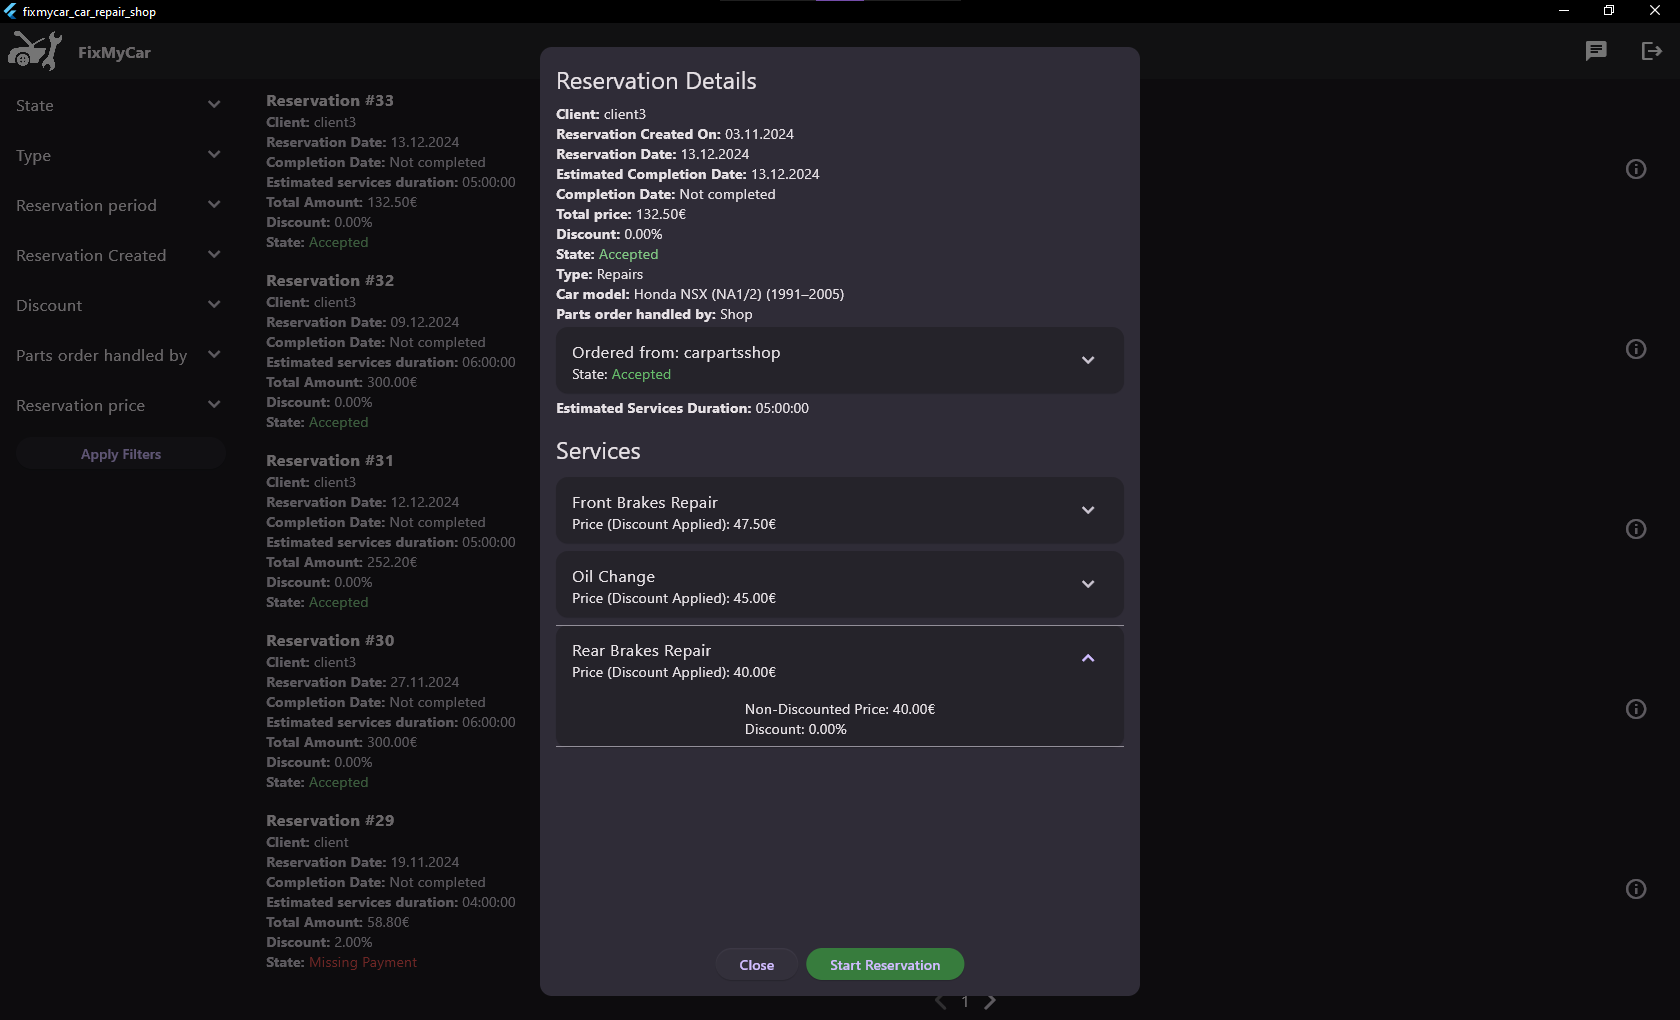 fixmycar_car_repair_shop
FixMyCar
State
Type
Reservation period
Reservation Created
Discount
Parts order handled by
Reservation price
Apply Filters
Reservation #33
Client: client3
Reservation Date: 13.12.2024
Completion Date: Not completed
Estimated services duration: 05:00:00
Total Amount: 132.50€
Discount: 0.00%
State: Accepted
Reservation #32
Client: client3
Reservation Date: 09.12.2024
Completion Date: Not completed
Estimated services duration: 06:00:00
Total Amount: 300.00€
Discount: 0.00%
State: Accepted
Reservation #31
Client: client3
Reservation Date: 12.12.2024
Completion Date: Not completed
Estimated services duration: 05:00:00
Total Amount: 252.20€
Discount: 0.00%
State: Accepted
Reservation #30
Client: client3
Reservation Date: 27.11.2024
Completion Date: Not completed
Estimated services duration: 06:00:00
Total Amount: 300.00€
Discount: 0.00%
State: Accepted
Reservation #29
Client: client
Reservation Date: 19.11.2024
Completion Date: Not completed
Estimated services duration: 04:00:00
Total Amount: 58.80€
Discount: 2.00%
State: Missing Payment
Reservation Details
Client: client3
Reservation Created On: 03.11.2024
Reservation Date: 13.12.2024
Estimated Completion Date: 13.12.2024
Completion Date: Not completed
Total price: 132.50€
Discount: 0.00%
State: Accepted
Type: Repairs
Car model: Honda NSX (NA1/2) (1991–2005)
Parts order handled by: Shop
Ordered from: carpartsshop
State: Accepted
Estimated Services Duration: 05:00:00
Services
Front Brakes Repair
Price (Discount Applied): 47.50€
Oil Change
Price (Discount Applied): 45.00€
Rear Brakes Repair
Price (Discount Applied): 40.00€
Non-Discounted Price: 40.00€
Discount: 0.00%
Close
Start Reservation
1